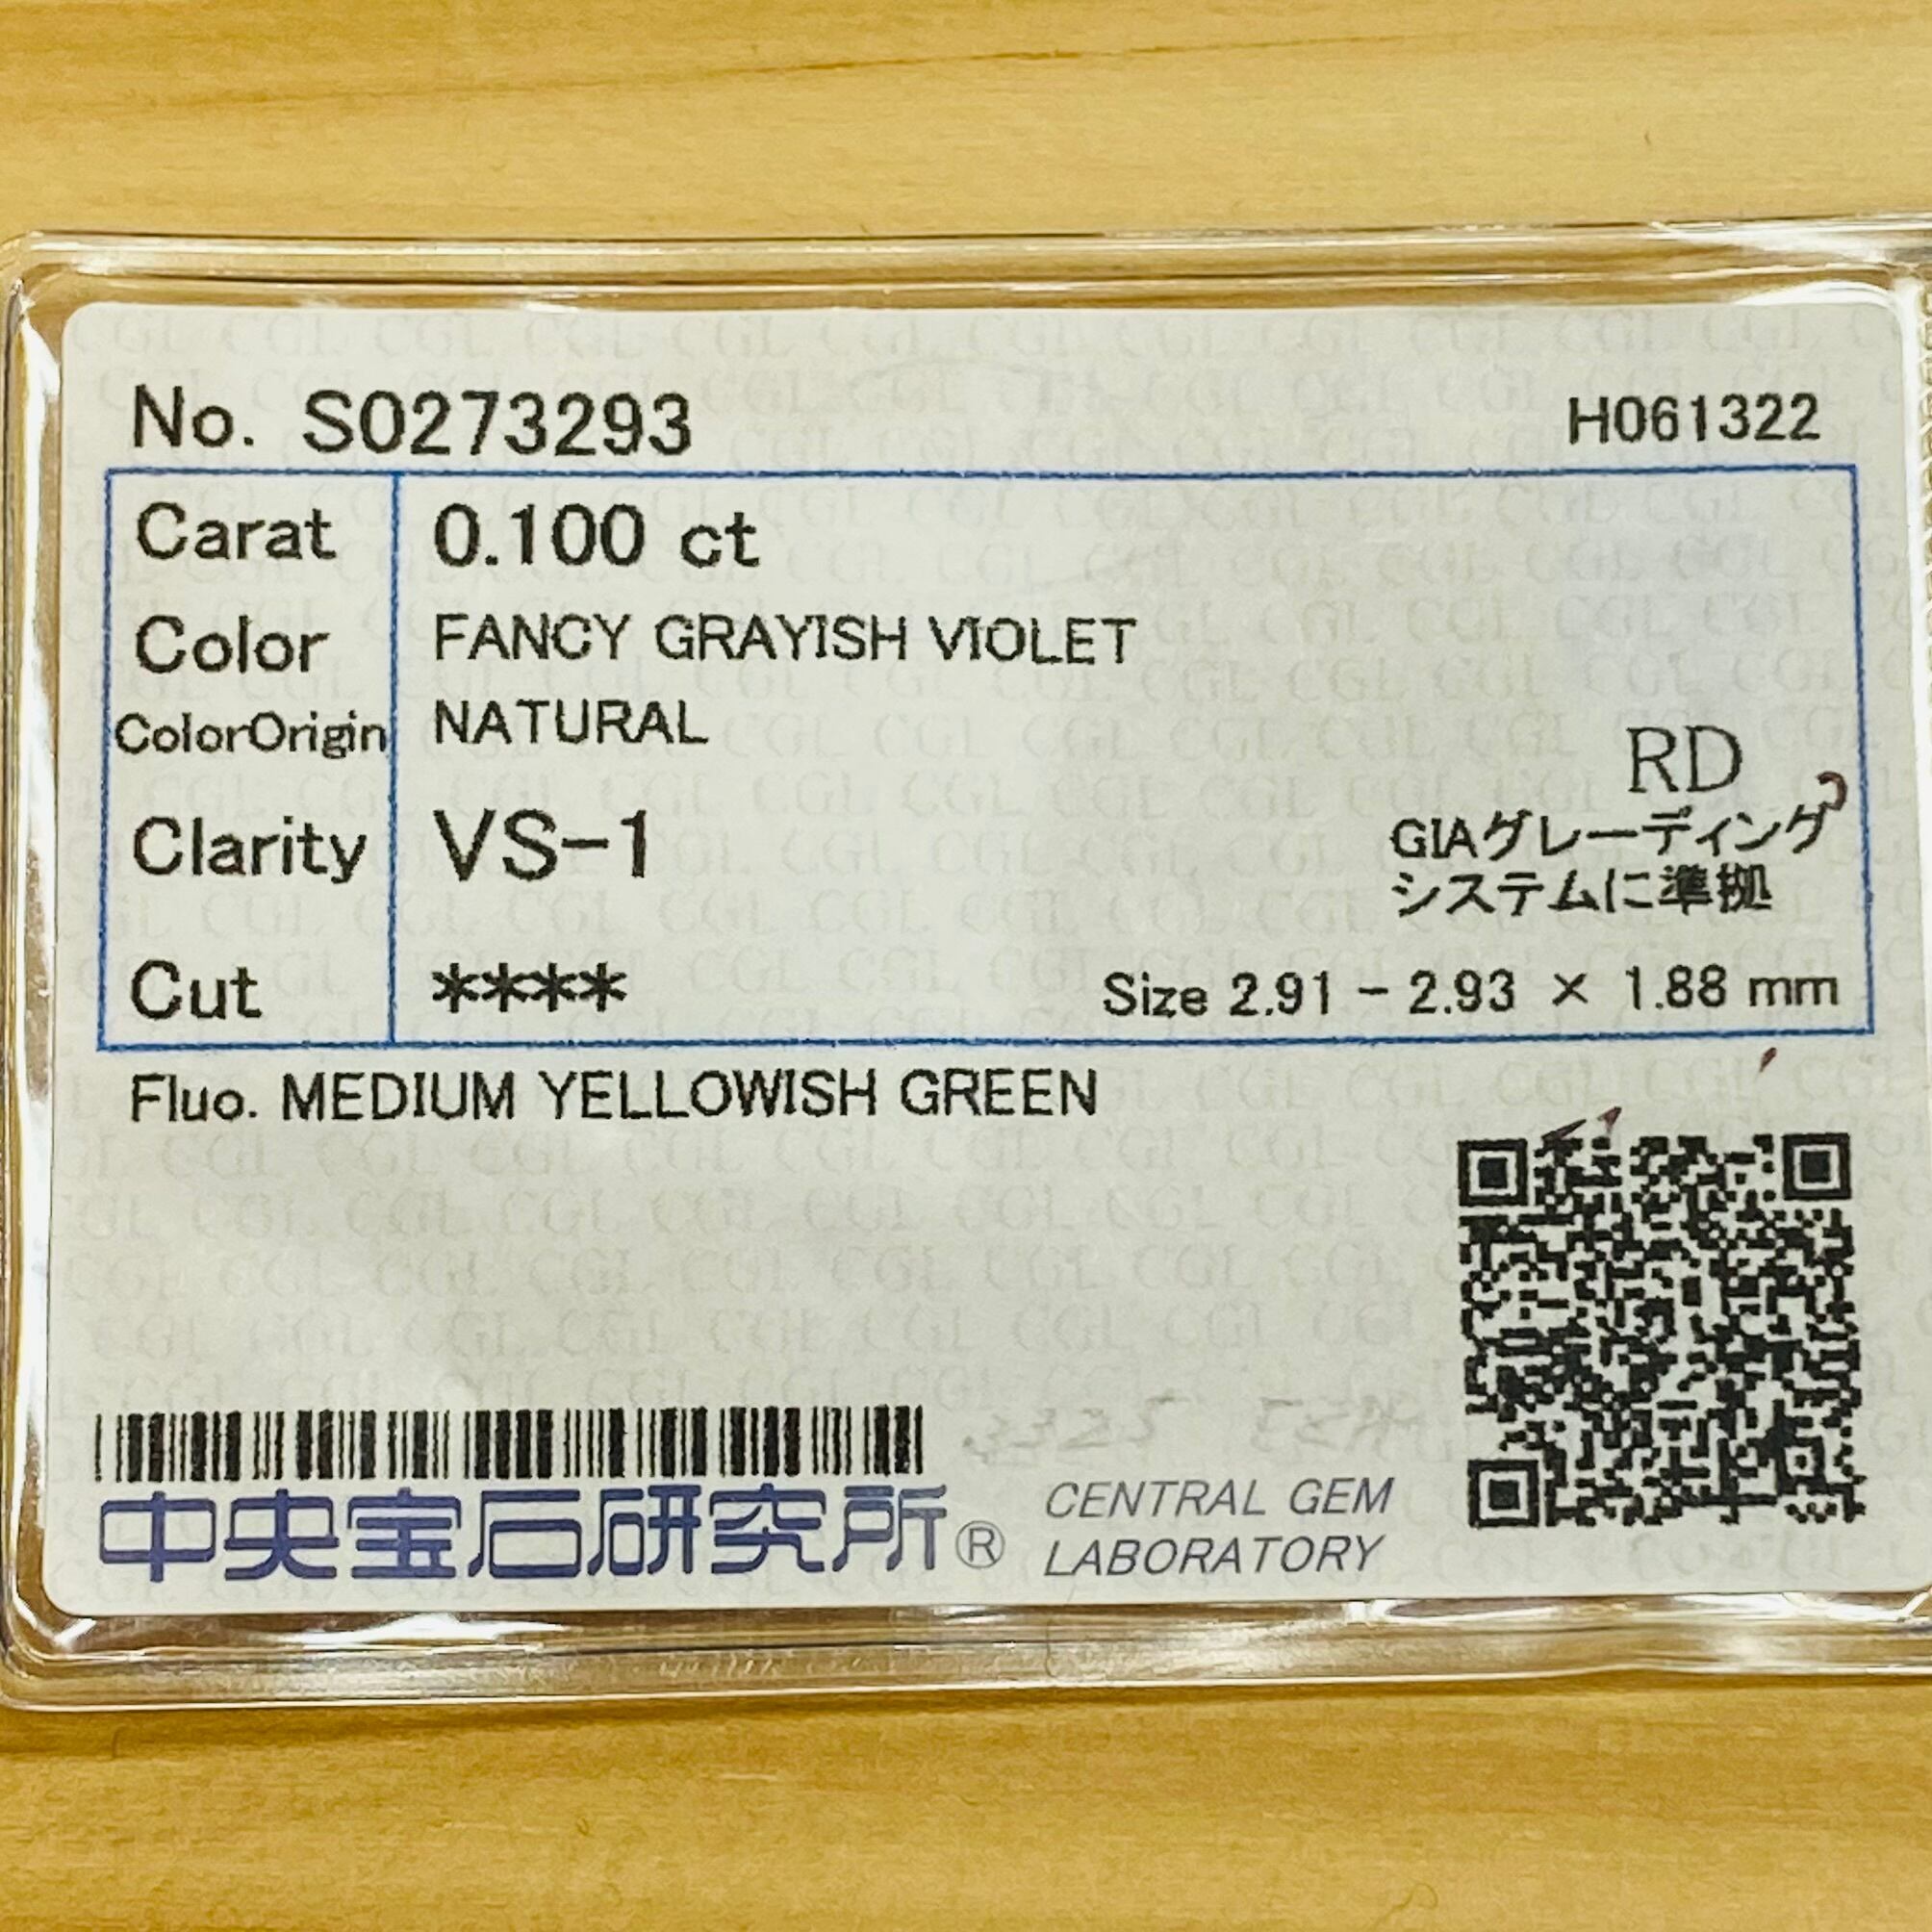 No. S0273293 H061322
Carat 0.100 ct
Color FANCY GRAYISH VIOLET
ColorOrigin NATURAL
RD
Clarity VS-1
GIAグレーディング
システムに準拠
Cut **** Size 2.91 - 2.93 × 1.88 mm
Fluo. MEDIUM YELLOWISH GREEN
中央宝石研究所® CENTRAL GEM
LABORATORY